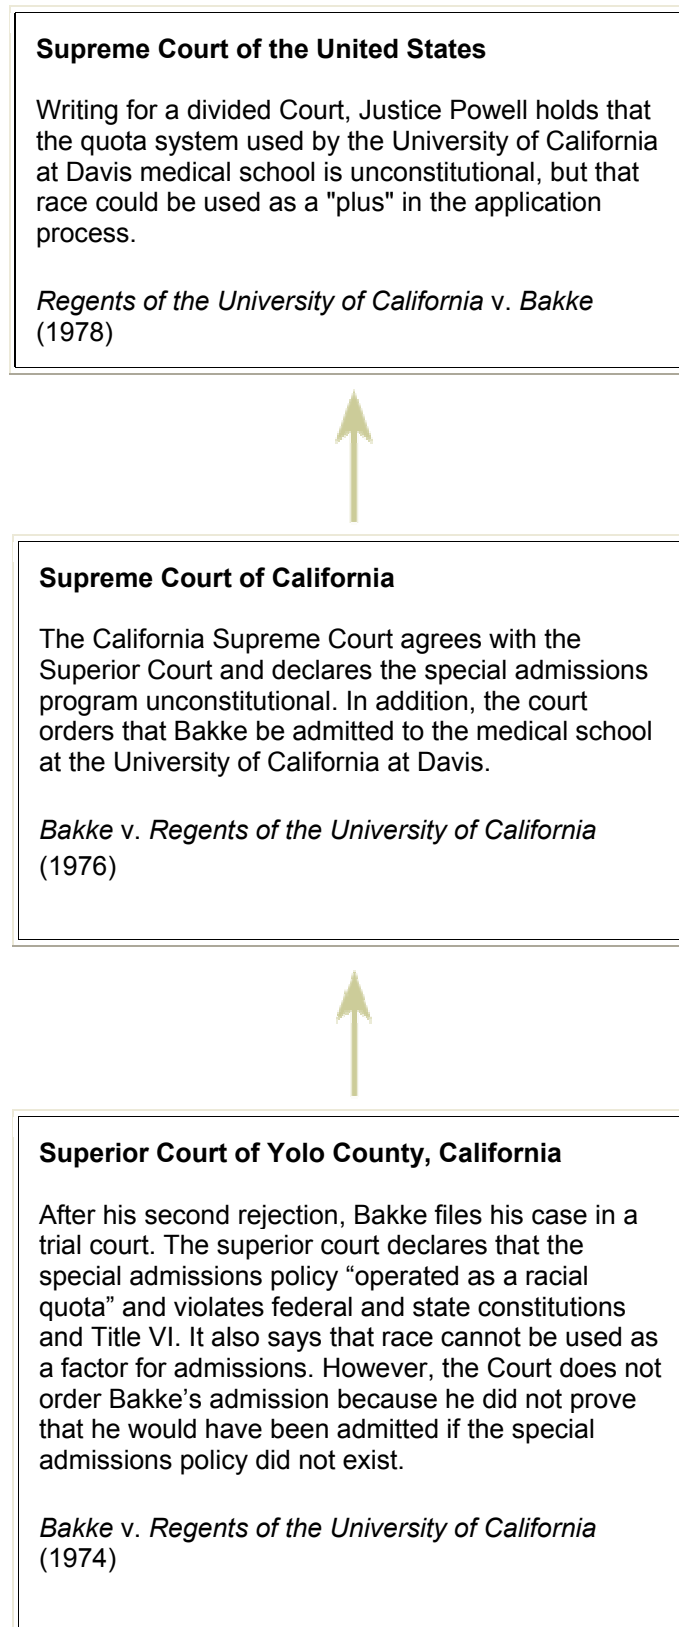 Supreme Court of the United States
Writing for a divided Court, Justice Powell holds that
the quota system used by the University of California
at Davis medical school is unconstitutional, but that
race could be used as a "plus" in the application
process.
Regents of the University of California v. Bakke
(1978)
Supreme Court of California
The California Supreme Court agrees with the
Superior Court and declares the special admissions
program unconstitutional. In addition, the court
orders that Bakke be admitted to the medical school
at the University of California at Davis.
Bakke v. Regents of the University of California
(1976)
Superior Court of Yolo County, California
After his second rejection, Bakke files his case in a
trial court. The superior court declares that the
special admissions policy “operated as a racial
quota” and violates federal and state constitutions
and Title VI. It also says that race cannot be used as
a factor for admissions. However, the Court does not
order Bakke’s admission because he did not prove
that he would have been admitted if the special
admissions policy did not exist.
Bakke v. Regents of the University of California
(1974)